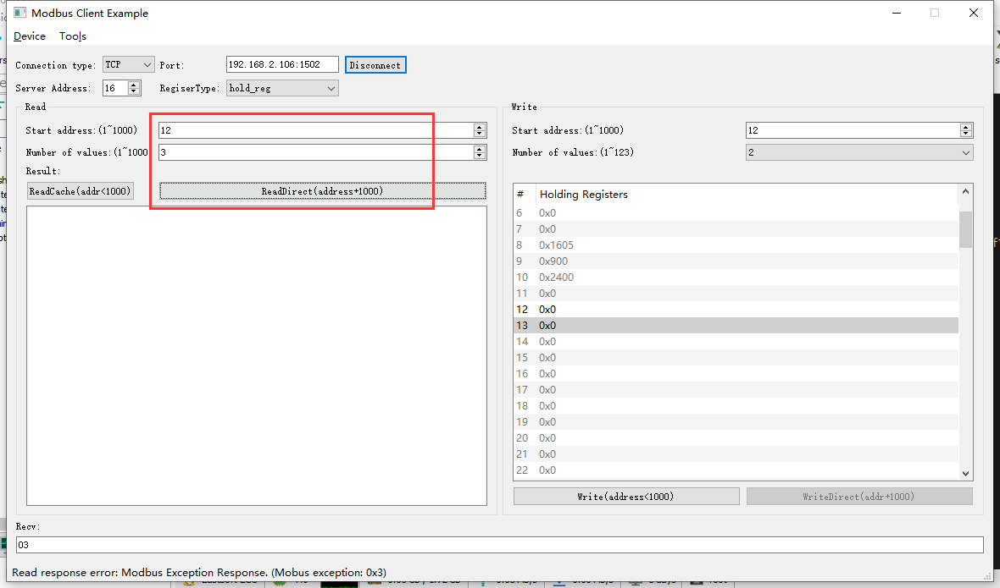 Modbus Client Example
Device Tools
Connection type: TCP Port: 192.168.2.106:1502 Disconnect
Server Address: 16 RegiserType: hold_reg
Read
Start address:(1~1000) 12
Number of values:(1~1000 3
Result:
ReadCache(addr<1000) ReadDirect(address+1000)
Write
Start address:(1~1000) 12
Number of values:(1~123) 2
# Holding Registers
6 0x0
7 0x0
8 0x1605
9 0x900
10 0x2400
11 0x0
12 0x0
13 0x0
14 0x0
15 0x0
16 0x0
17 0x0
18 0x0
19 0x0
20 0x0
21 0x0
22 0x0
Write(address<1000) WriteDirect(addr+1000)
Recv:
03
Read response error: Modbus Exception Response. (Mobus exception: 0x3)